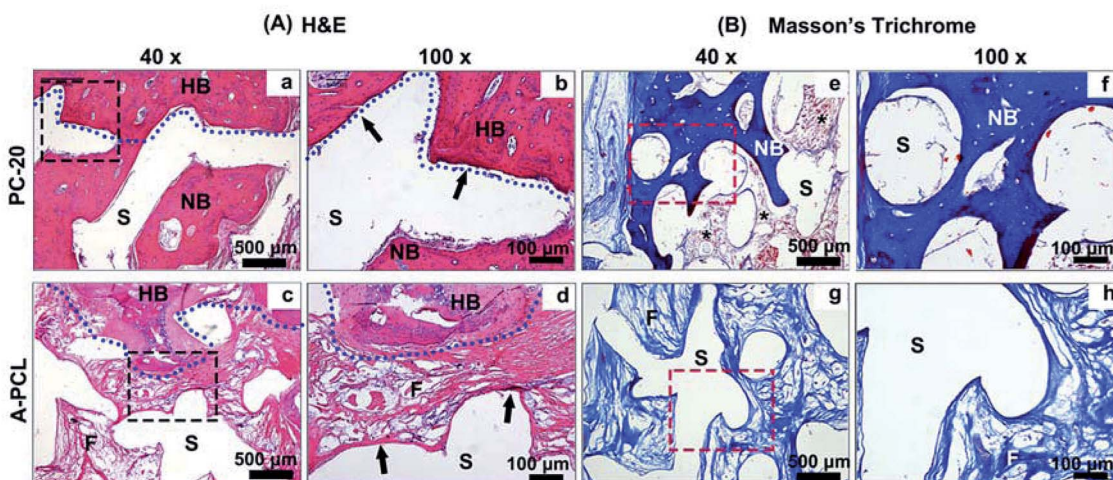 (A) H&E
(B) Masson's Trichrome
40 x
100 x
40 x
100 x
PC-20
a
HB
S
NB
500 µm
b
HB
S
NB
100 µm
e
*
NB
S
*
*
500 µm
f
NB
S
100 µm
A-PCL
c
HB
F
S
500 µm
d
HB
F
S
100 µm
g
F
S
500 µm
h
S
F
100 µm